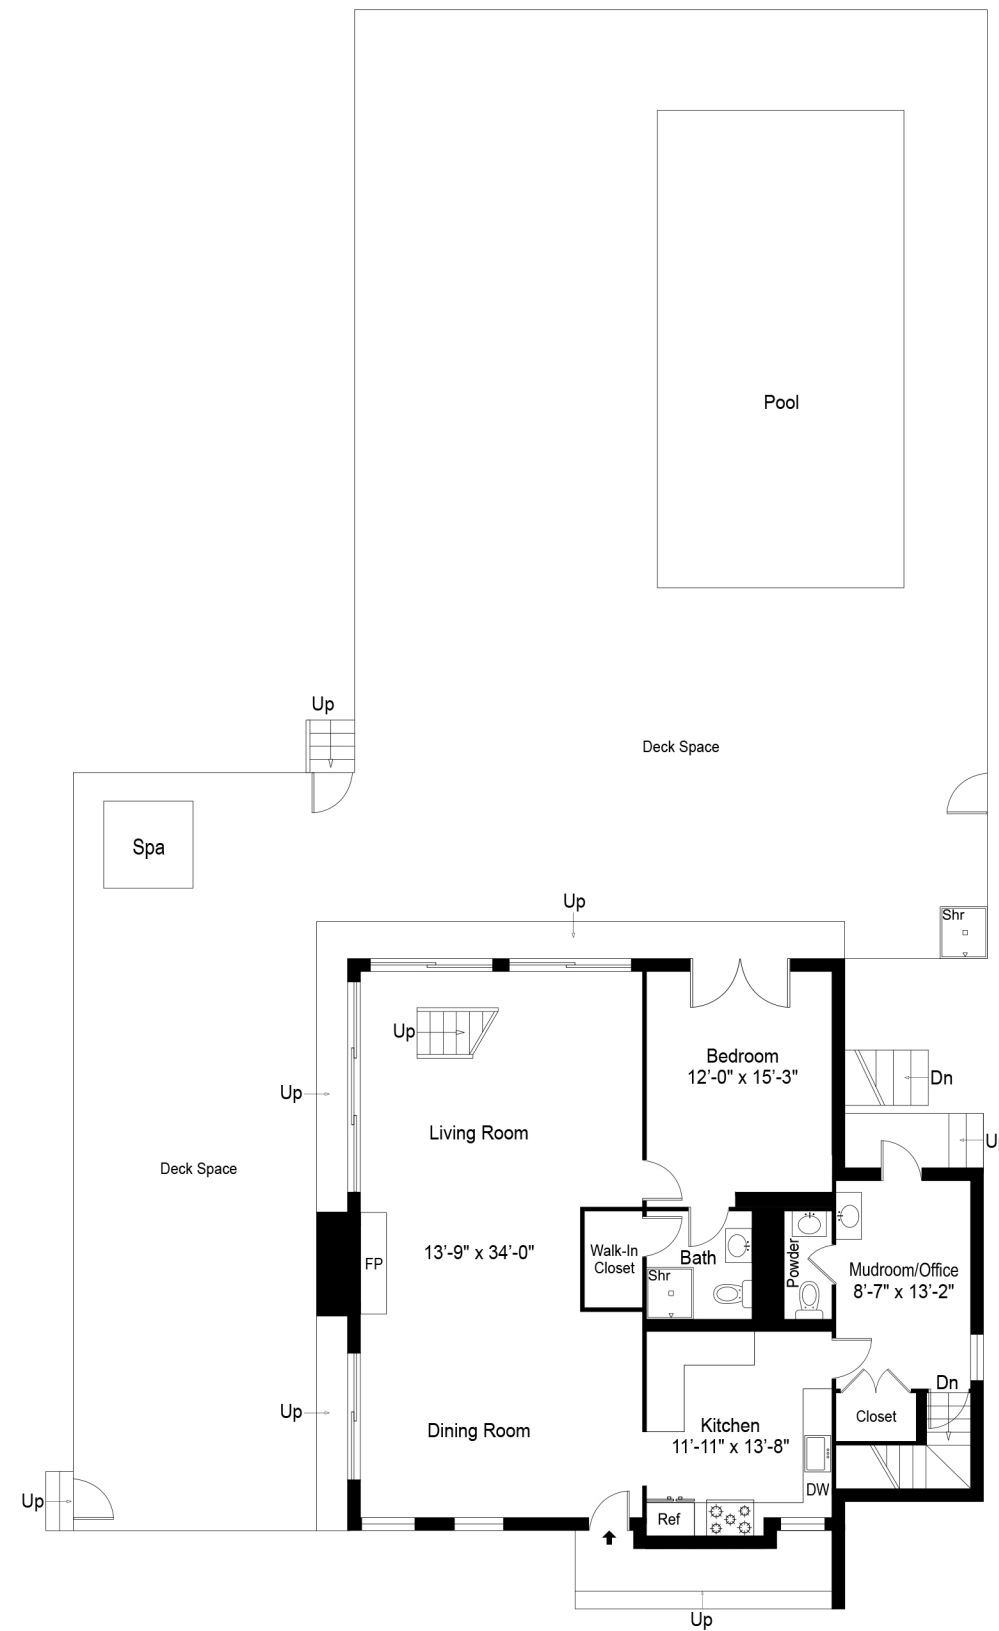 Pool
Up
Deck Space
Spa
Up
Shr
Up
Bedroom
12'-0" x 15'-3"
Dn
Up
Living Room
U
Deck Space
13'-9" x 34'-0"
FP
Walk-In
Closet
Bath
Shr
Powder
Mudroom/Office
8'-7" x 13'-2"
Dn
Up
Closet
Dining Room
Kitchen
11'-11" x 13'-8"
DW
Up
Ref
Up